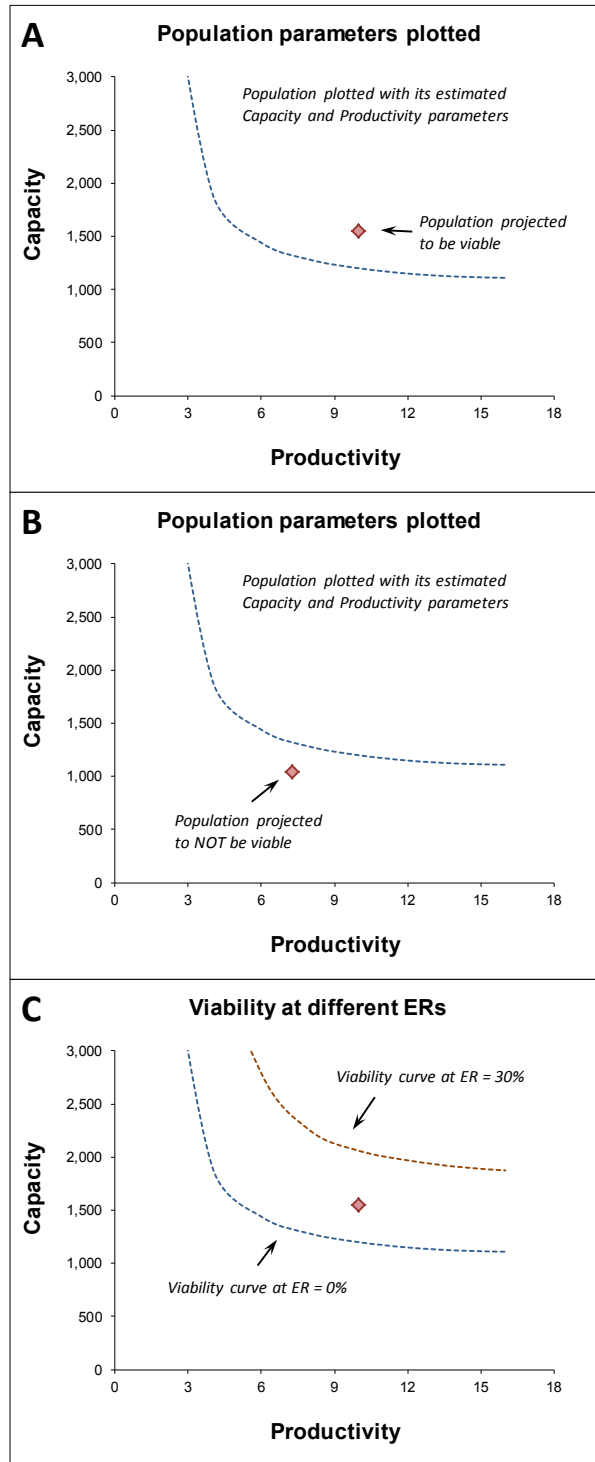 A
Population parameters plotted
Population plotted with its estimated
Capacity and Productivity parameters
Population projected
to be viable
Capacity
3,000
2,500
2,000
1,500
1,000
500
0
0 3 6 9 12 15 18
Productivity
B
Population parameters plotted
Population plotted with its estimated
Capacity and Productivity parameters
Population projected
to NOT be viable
Capacity
3,000
2,500
2,000
1,500
1,000
500
0
0 3 6 9 12 15 18
Productivity
C
Viability at different ERs
Viability curve at ER = 30%
Viability curve at ER = 0%
Capacity
3,000
2,500
2,000
1,500
1,000
500
0
0 3 6 9 12 15 18
Productivity